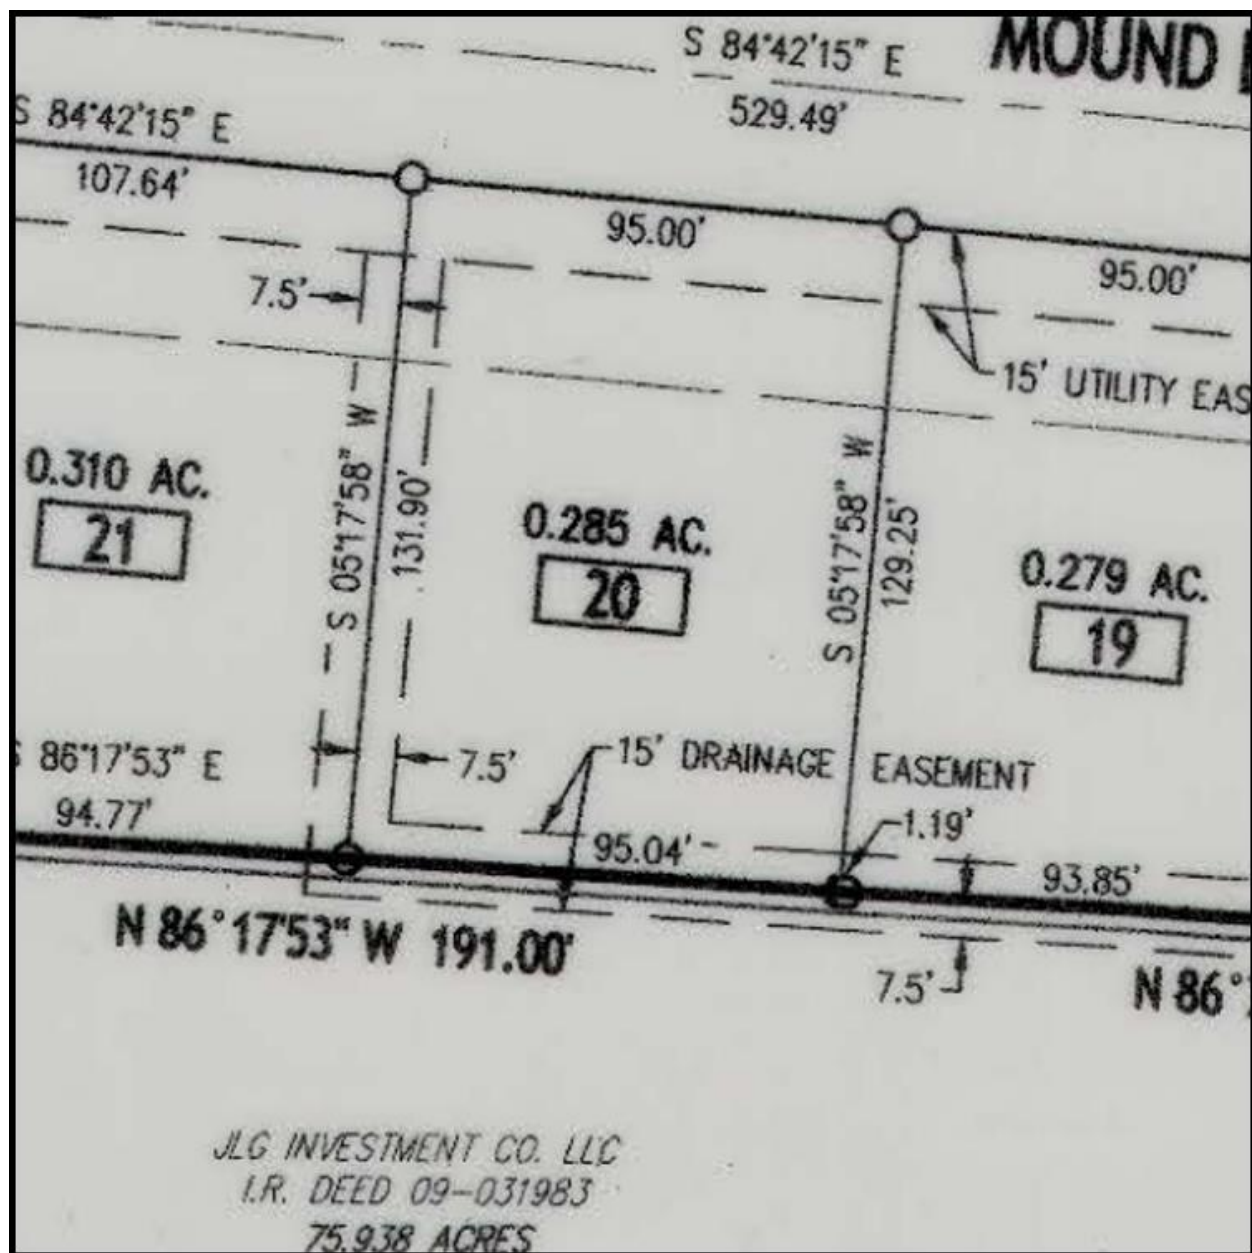 S 84°42'15" E
MOUND
529.49'
S 84°42'15" E
107.64'
95.00'
95.00'
7.5'
15' UTILITY EAS
S 05°17'58" W
131.90'
S 05°17'58" W
129.25'
0.310 AC.
21
0.285 AC.
20
0.279 AC.
19
86°17'53" E
94.77'
7.5'
15' DRAINAGE EASEMENT
1.19'
95.04'
93.85'
N 86°17'53" W 191.00'
7.5'
N 86°
JLG INVESTMENT CO. LLC
I.R. DEED 09-031983
75.938 ACRES